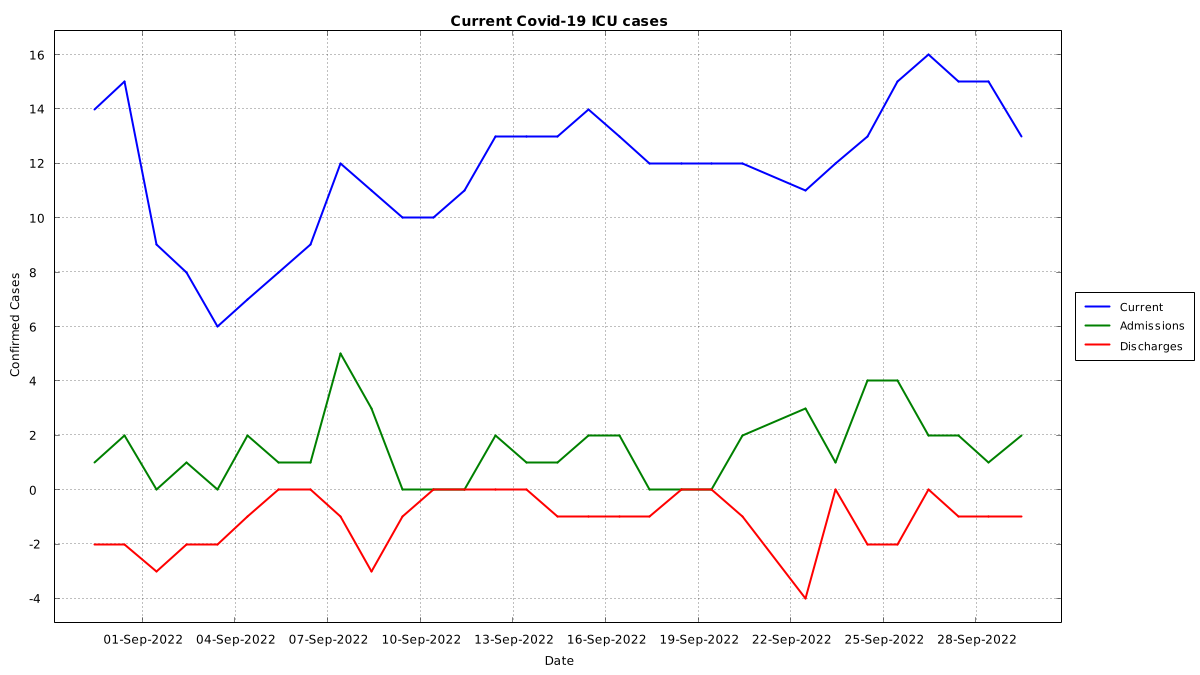 Current Covid-19 ICU cases
16
14
12
10
8
6
4
2
0
-2
-4
Confirmed Cases
01-Sep-2022 04-Sep-2022 07-Sep-2022 10-Sep-2022 13-Sep-2022 16-Sep-2022 19-Sep-2022 22-Sep-2022 25-Sep-2022 28-Sep-2022
Date
Current
Admissions
Discharges